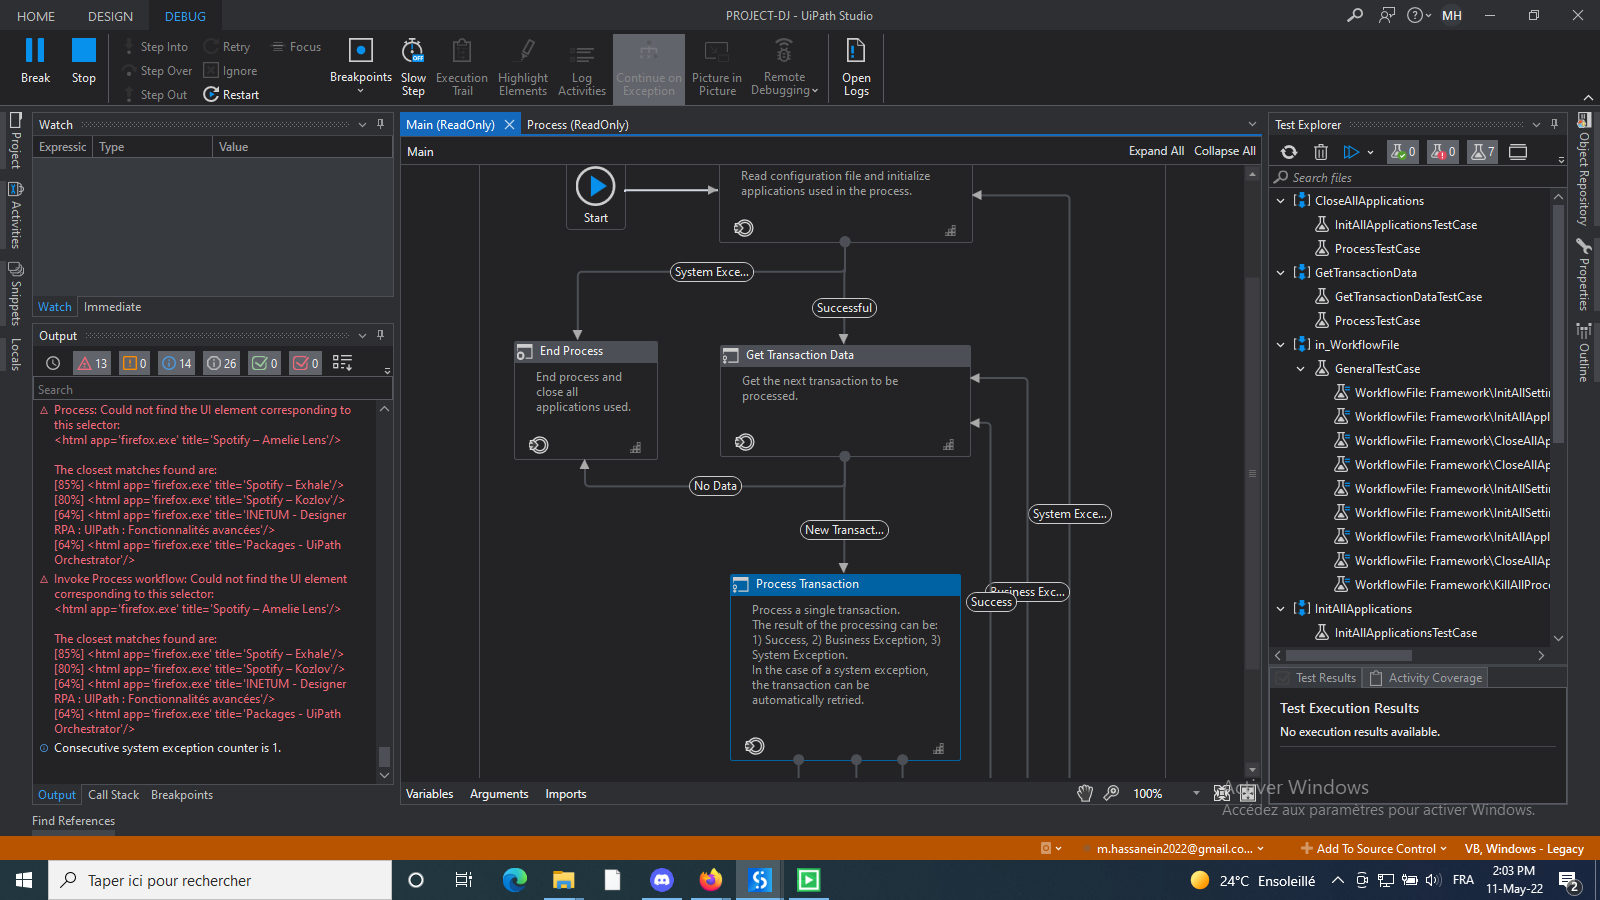 HOME DESIGN DEBUG
PROJECT-DJ - UiPath Studio
MH
Break
Stop
Step Into
Step Over
Step Out
Retry
Ignore
Restart
Focus
Breakpoints
Slow
Step
Execution
Trail
Highlight
Elements
Log
Activities
Continue on
Exception
Picture in
Picture
Remote
Debugging
Open
Logs
Project
Activities
Snippets
Locals
Watch
Expressic Type Value
Watch Immediate
Output
13 0 14 26 0 0
Search
Process: Could not find the UI element corresponding to
this selector:
<html app='firefox.exe' title='Spotify – Amelie Lens'/>
The closest matches found are:
[85%] <html app='firefox.exe' title='Spotify – Exhale'/>
[80%] <html app='firefox.exe' title='Spotify – Kozlov'/>
[64%] <html app='firefox.exe' title='INETUM - Designer
RPA : UIPath : Fonctionnalités avancées'/>
[64%] <html app='firefox.exe' title='Packages - UiPath
Orchestrator'/>
Invoke Process workflow: Could not find the UI element
corresponding to this selector:
<html app='firefox.exe' title='Spotify – Amelie Lens'/>
The closest matches found are:
[85%] <html app='firefox.exe' title='Spotify – Exhale'/>
[80%] <html app='firefox.exe' title='Spotify – Kozlov'/>
[64%] <html app='firefox.exe' title='INETUM - Designer
RPA : UIPath : Fonctionnalités avancées'/>
[64%] <html app='firefox.exe' title='Packages - UiPath
Orchestrator'/>
Consecutive system exception counter is 1.
Output Call Stack Breakpoints
Find References
Main (ReadOnly) Process (ReadOnly)
Main
Expand All Collapse All
Start
Read configuration file and initialize
applications used in the process.
System Exce...
Successful
End Process
End process and
close all
applications used.
Get Transaction Data
Get the next transaction to be
processed.
No Data
New Transact...
System Exce...
Business Exc...
Success
Process Transaction
Process a single transaction.
The result of the processing can be:
1) Success, 2) Business Exception, 3)
System Exception.
In the case of a system exception,
the transaction can be
automatically retried.
Variables Arguments Imports
100%
Test Explorer
0 0 7
Search files
CloseAllApplications
InitAllApplicationsTestCase
ProcessTestCase
GetTransactionData
GetTransactionDataTestCase
ProcessTestCase
in_WorkflowFile
GeneralTestCase
WorkflowFile: Framework\InitAllSettin
WorkflowFile: Framework\InitAllAppl
WorkflowFile: Framework\CloseAllAp
WorkflowFile: Framework\CloseAllAp
WorkflowFile: Framework\InitAllSettin
WorkflowFile: Framework\InitAllSettin
WorkflowFile: Framework\InitAllAppl
WorkflowFile: Framework\CloseAllAp
WorkflowFile: Framework\KillAllProc
InitAllApplications
InitAllApplicationsTestCase
Test Results Activity Coverage
Test Execution Results
No execution results available.
Object Repository
Properties
Outline
Activer Windows
Accédez aux paramètres pour activer Windows.
m.hassanein2022@gmail.co...
Add To Source Control
VB, Windows - Legacy
Taper ici pour rechercher
24°C Ensoleillé
FRA
2:03 PM
11-May-22
2